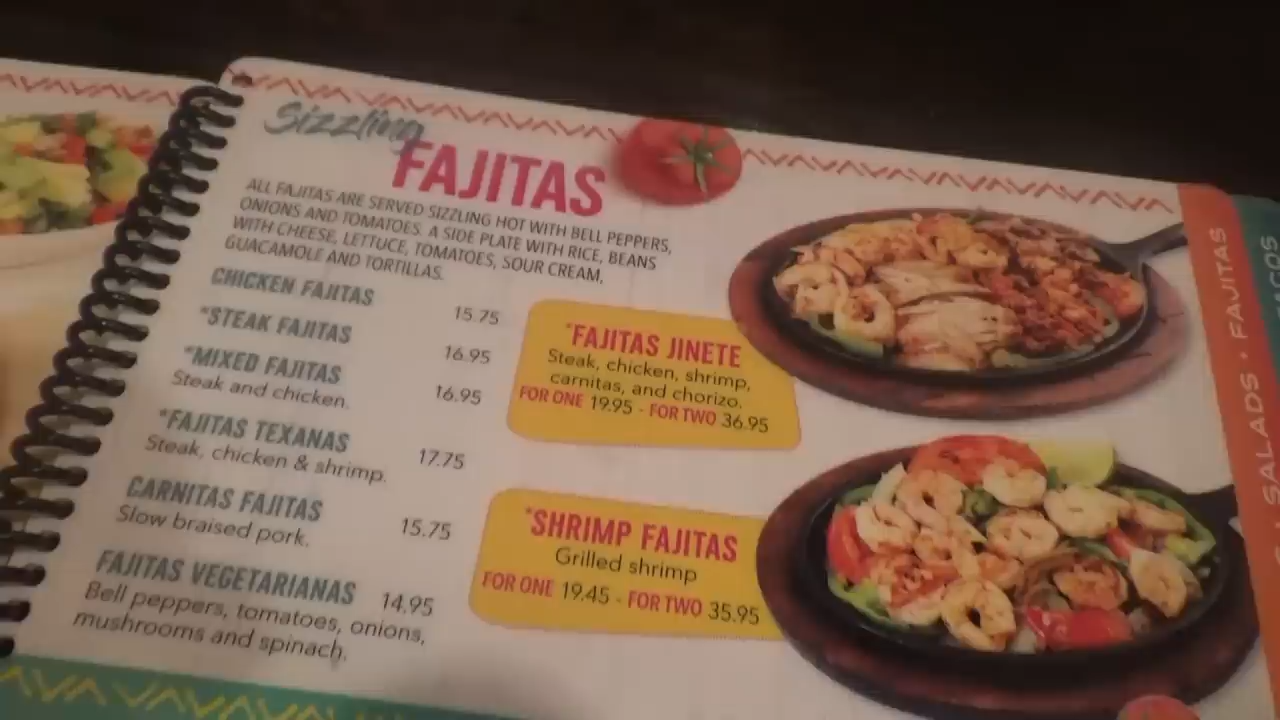 Sizzling
FAJITAS
ALL FAJITAS ARE SERVED SIZZLING HOT WITH BELL PEPPERS,
ONIONS AND TOMATOES. A SIDE PLATE WITH RICE, BEANS
WITH CHEESE, LETTUCE, TOMATOES, SOUR CREAM,
GUACAMOLE AND TORTILLAS.
CHICKEN FAJITAS 15.75
*STEAK FAJITAS 16.95
*MIXED FAJITAS 16.95
Steak and chicken.
*FAJITAS TEXANAS 17.75
Steak, chicken & shrimp.
CARNITAS FAJITAS 15.75
Slow braised pork.
FAJITAS VEGETARIANAS 14.95
Bell peppers, tomatoes, onions,
mushrooms and spinach.
*FAJITAS JINETE
Steak, chicken, shrimp,
carnitas, and chorizo.
FOR ONE 19.95 - FOR TWO 36.95
*SHRIMP FAJITAS
Grilled shrimp
FOR ONE 19.45 - FOR TWO 35.95
SALADS • FAJITAS